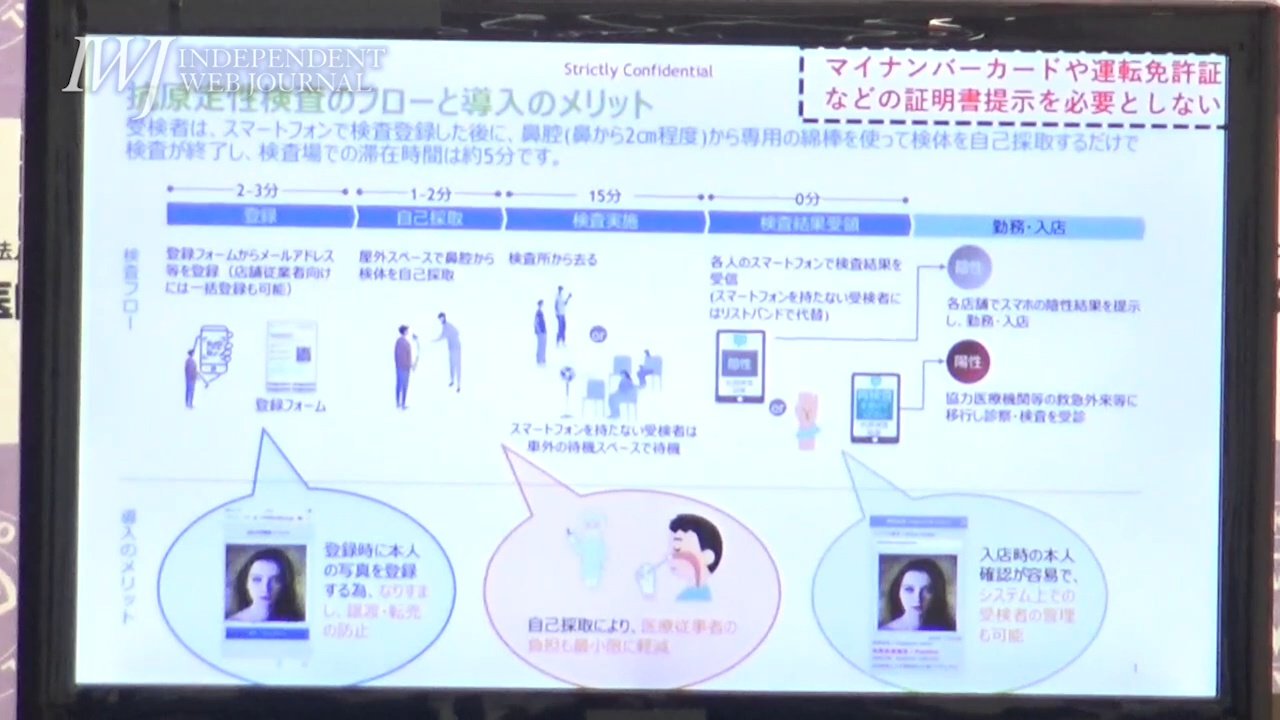 IWJ INDEPENDENT
WEB JOURNAL
Strictly Confidential
マイナンバーカードや運転免許証
などの証明書提示を必要としない
抗原定性検査のフローと導入のメリット
受検者は、スマートフォンで検査登録した後に、鼻腔(鼻から2cm程度)から専用の綿棒を使って検体を自己採取するだけで
検査が終了し、検査場での滞在時間は約5分です。
2-3分
1-2分
15分
0分
登録
自己採取
検査実施
検査結果受領
勤務・入店
検査フロー
登録フォームからメールアドレス
等を登録（店舗従業者向け
には一括登録も可能）
登録フォーム
屋外スペースで鼻腔から
検体を自己採取
検査所から去る
or
スマートフォンを持たない受検者は
車外の待機スペースで待機
各人のスマートフォンで検査結果を
受信
(スマートフォンを持たない受検者に
はリストバンドで代替)
陰性
or
陰性
各店舗でスマホの陰性結果を提示
し、勤務・入店
陽性
協力医療機関等の救急外来等に
移行し診察・検査を受診
導入のメリット
登録時に本人
の写真を登録
する為、なりすま
し、譲渡・転売
の防止
自己採取により、医療従事者の
負担も最小限に軽減
入店時の本人
確認が容易で、
システム上での
受検者の管理
も可能
1